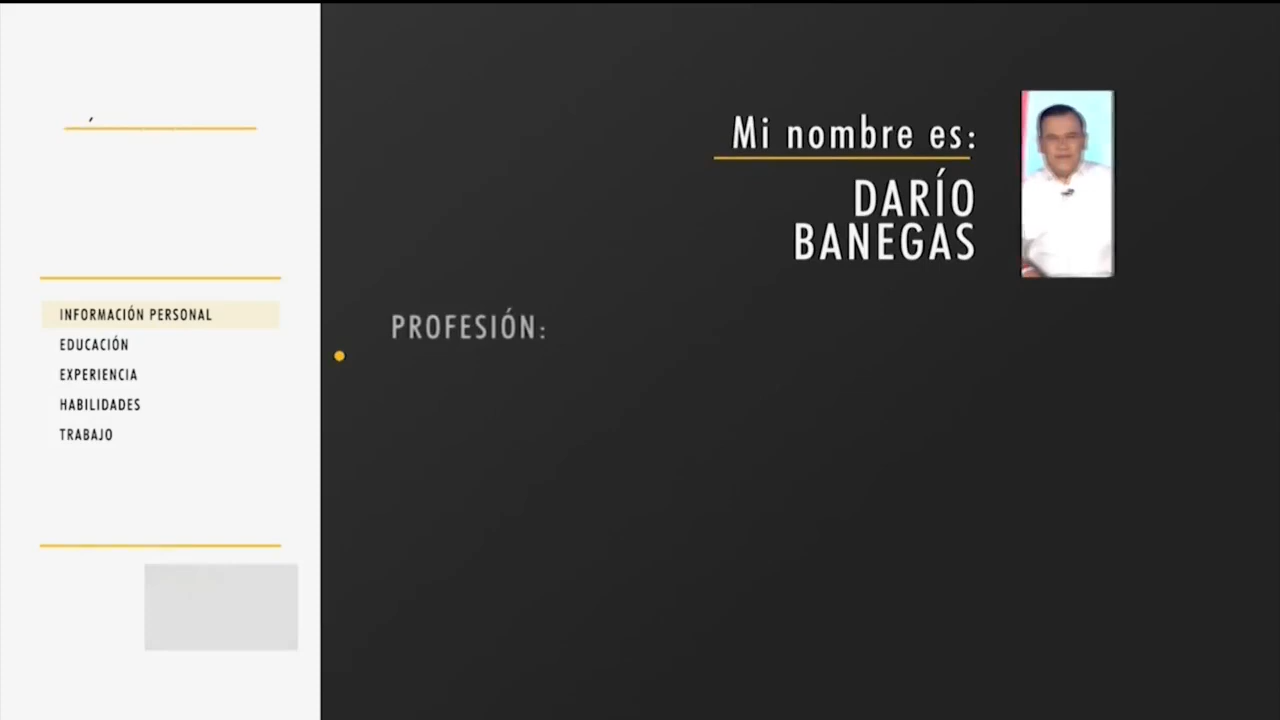 INFORMACIÓN PERSONAL
EDUCACIÓN
EXPERIENCIA
HABILIDADES
TRABAJO
Mi nombre es:
DARÍO
BANEGAS
PROFESIÓN: